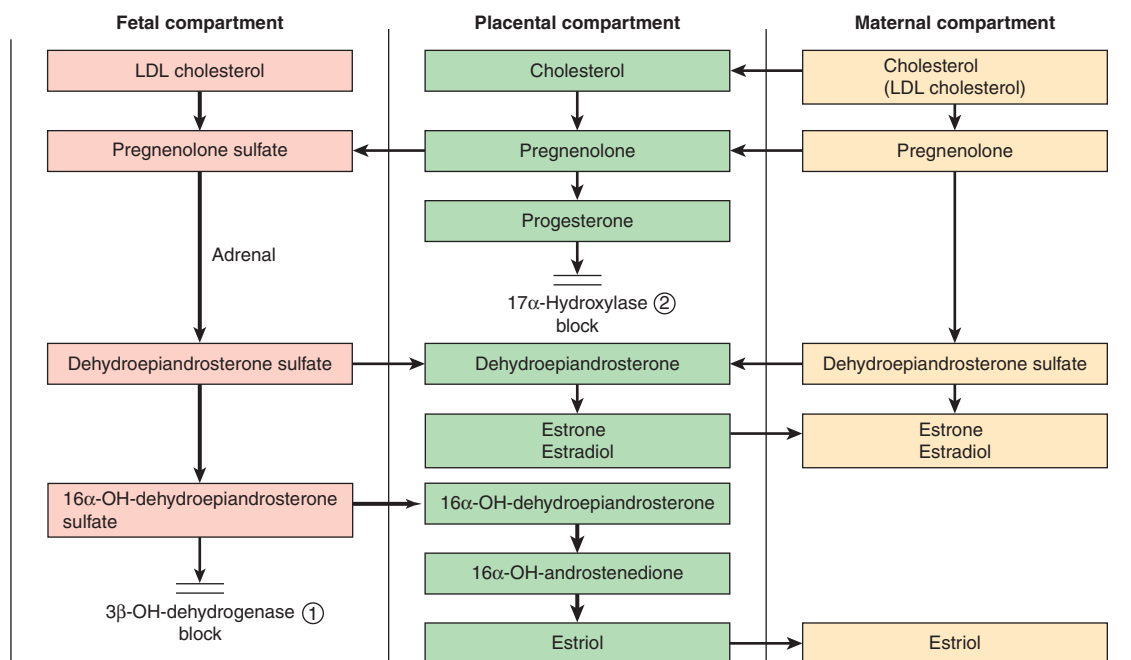 Fetal compartment
Placental compartment
Maternal compartment
LDL cholesterol
Cholesterol
Cholesterol
(LDL cholesterol)
Pregnenolone sulfate
Pregnenolone
Pregnenolone
Progesterone
Adrenal
17α-Hydroxylase ②
block
Dehydroepiandrosterone sulfate
Dehydroepiandrosterone
Dehydroepiandrosterone sulfate
Estrone
Estradiol
Estrone
Estradiol
16α-OH-dehydroepiandrosterone
sulfate
16α-OH-dehydroepiandrosterone
16α-OH-androstenedione
3β-OH-dehydrogenase ①
block
Estriol
Estriol